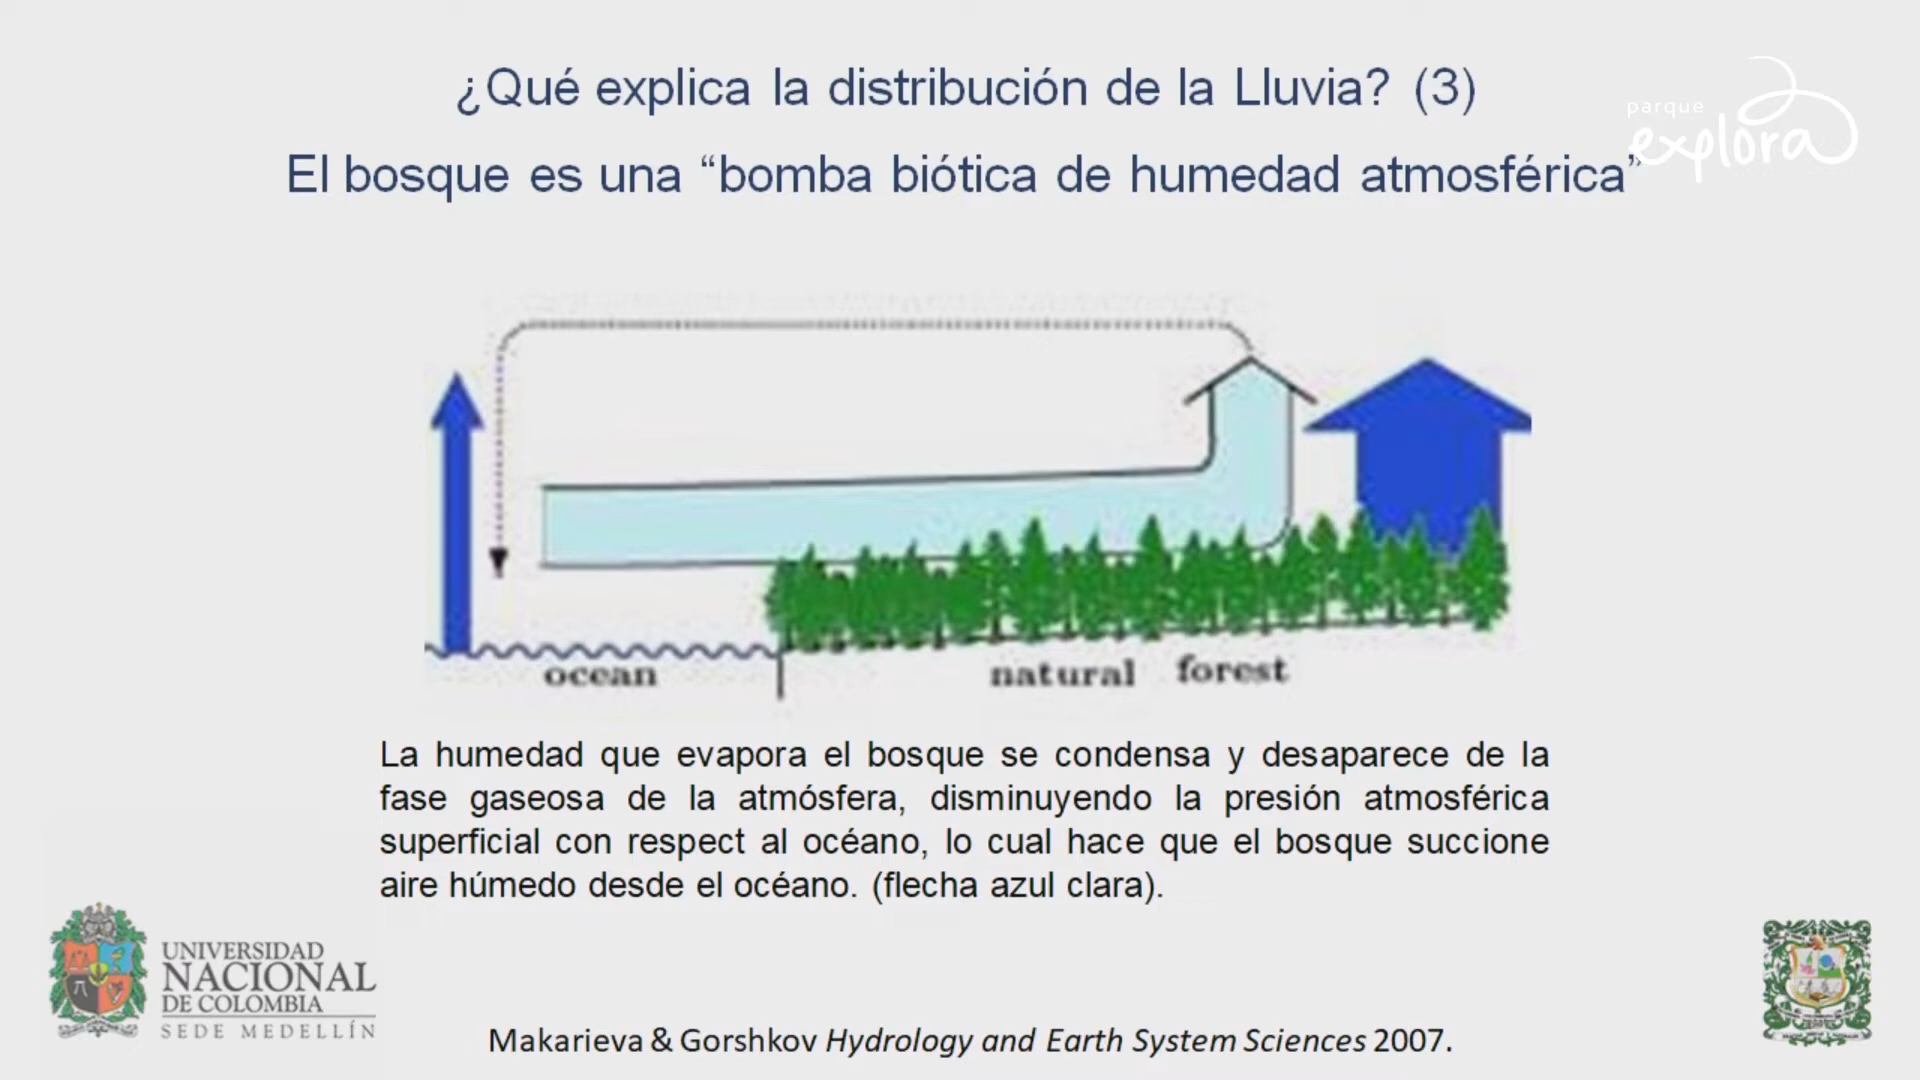 ¿Qué explica la distribución de la Lluvia? (3)
parque
explora
El bosque es una “bomba biótica de humedad atmosférica”
ocean
natural forest
La humedad que evapora el bosque se condensa y desaparece de la
fase gaseosa de la atmósfera, disminuyendo la presión atmosférica
superficial con respect al océano, lo cual hace que el bosque succione
aire húmedo desde el océano. (flecha azul clara).
UNIVERSIDAD
NACIONAL
DE COLOMBIA
SEDE MEDELLÍN
Makarieva & Gorshkov Hydrology and Earth System Sciences 2007.